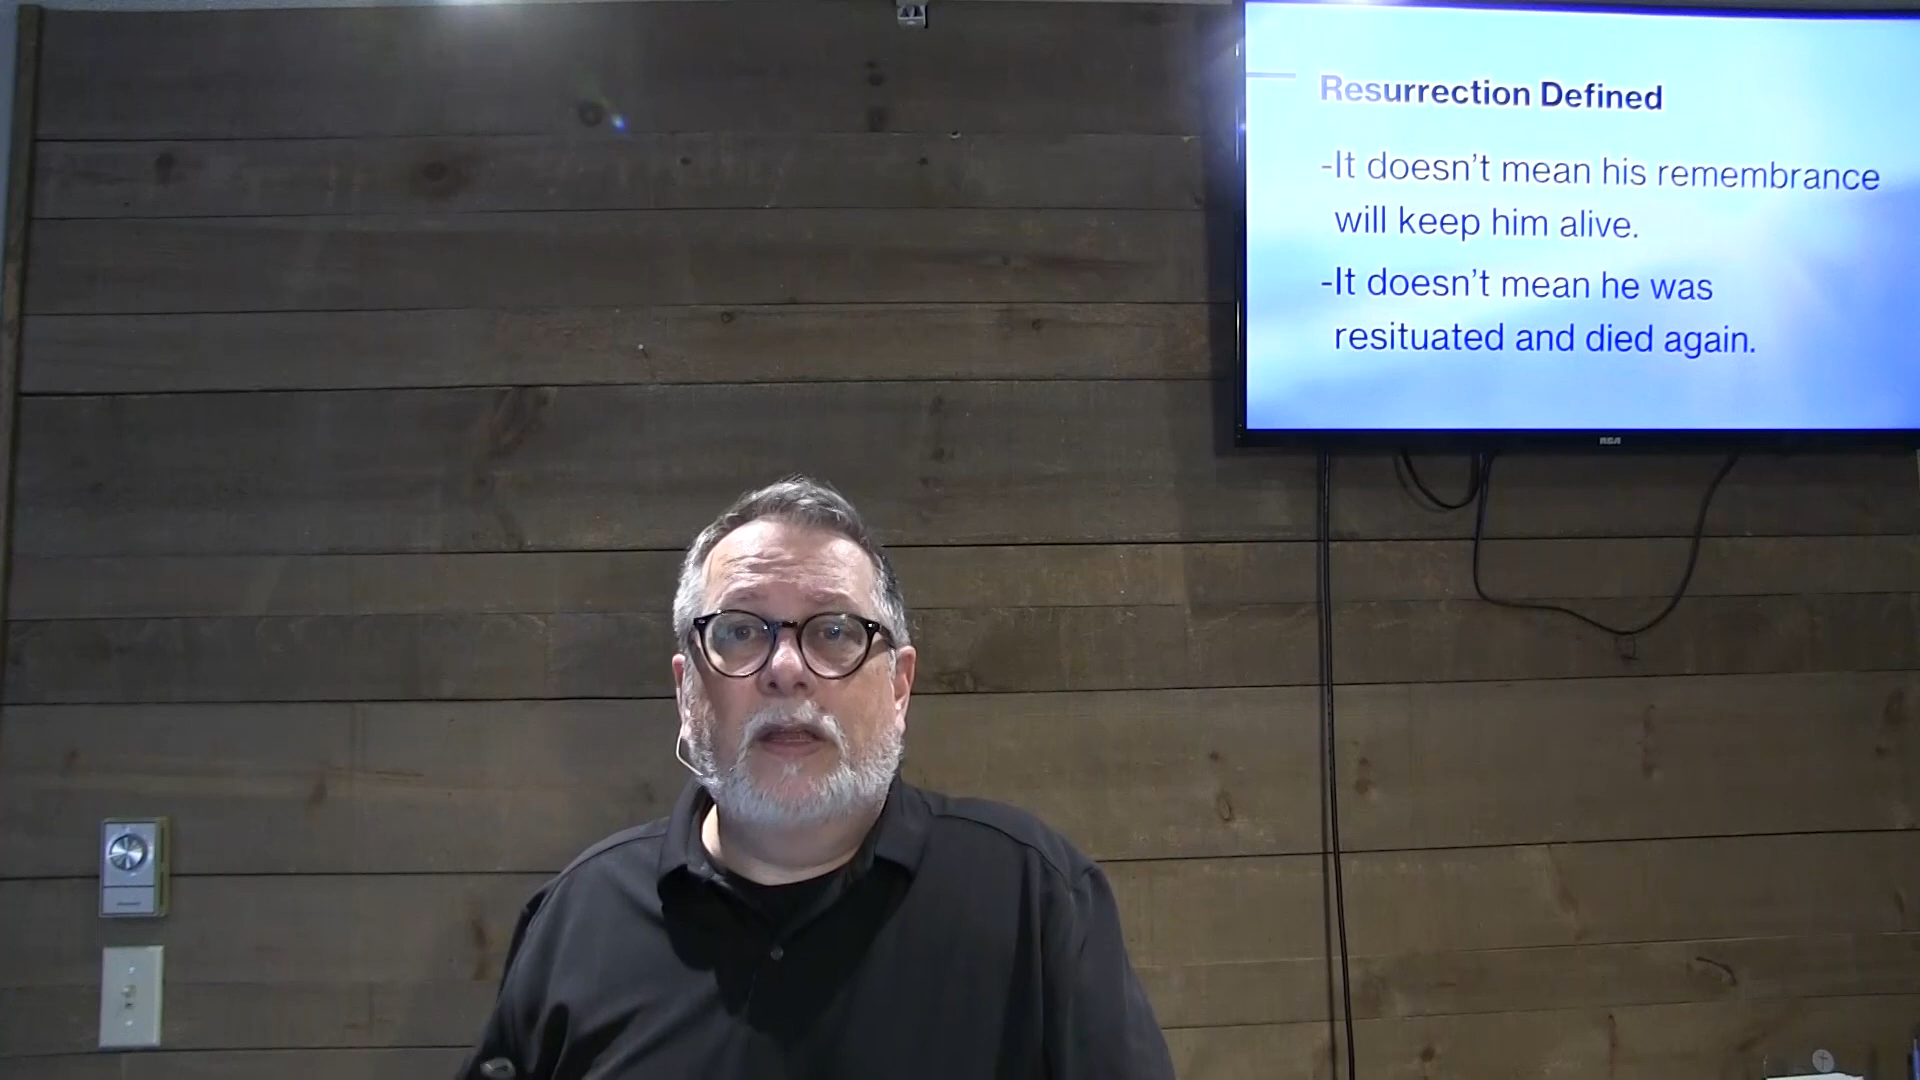 Resurrection Defined
-It doesn't mean his remembrance
will keep him alive.
-It doesn't mean he was
resituated and died again.
RCA